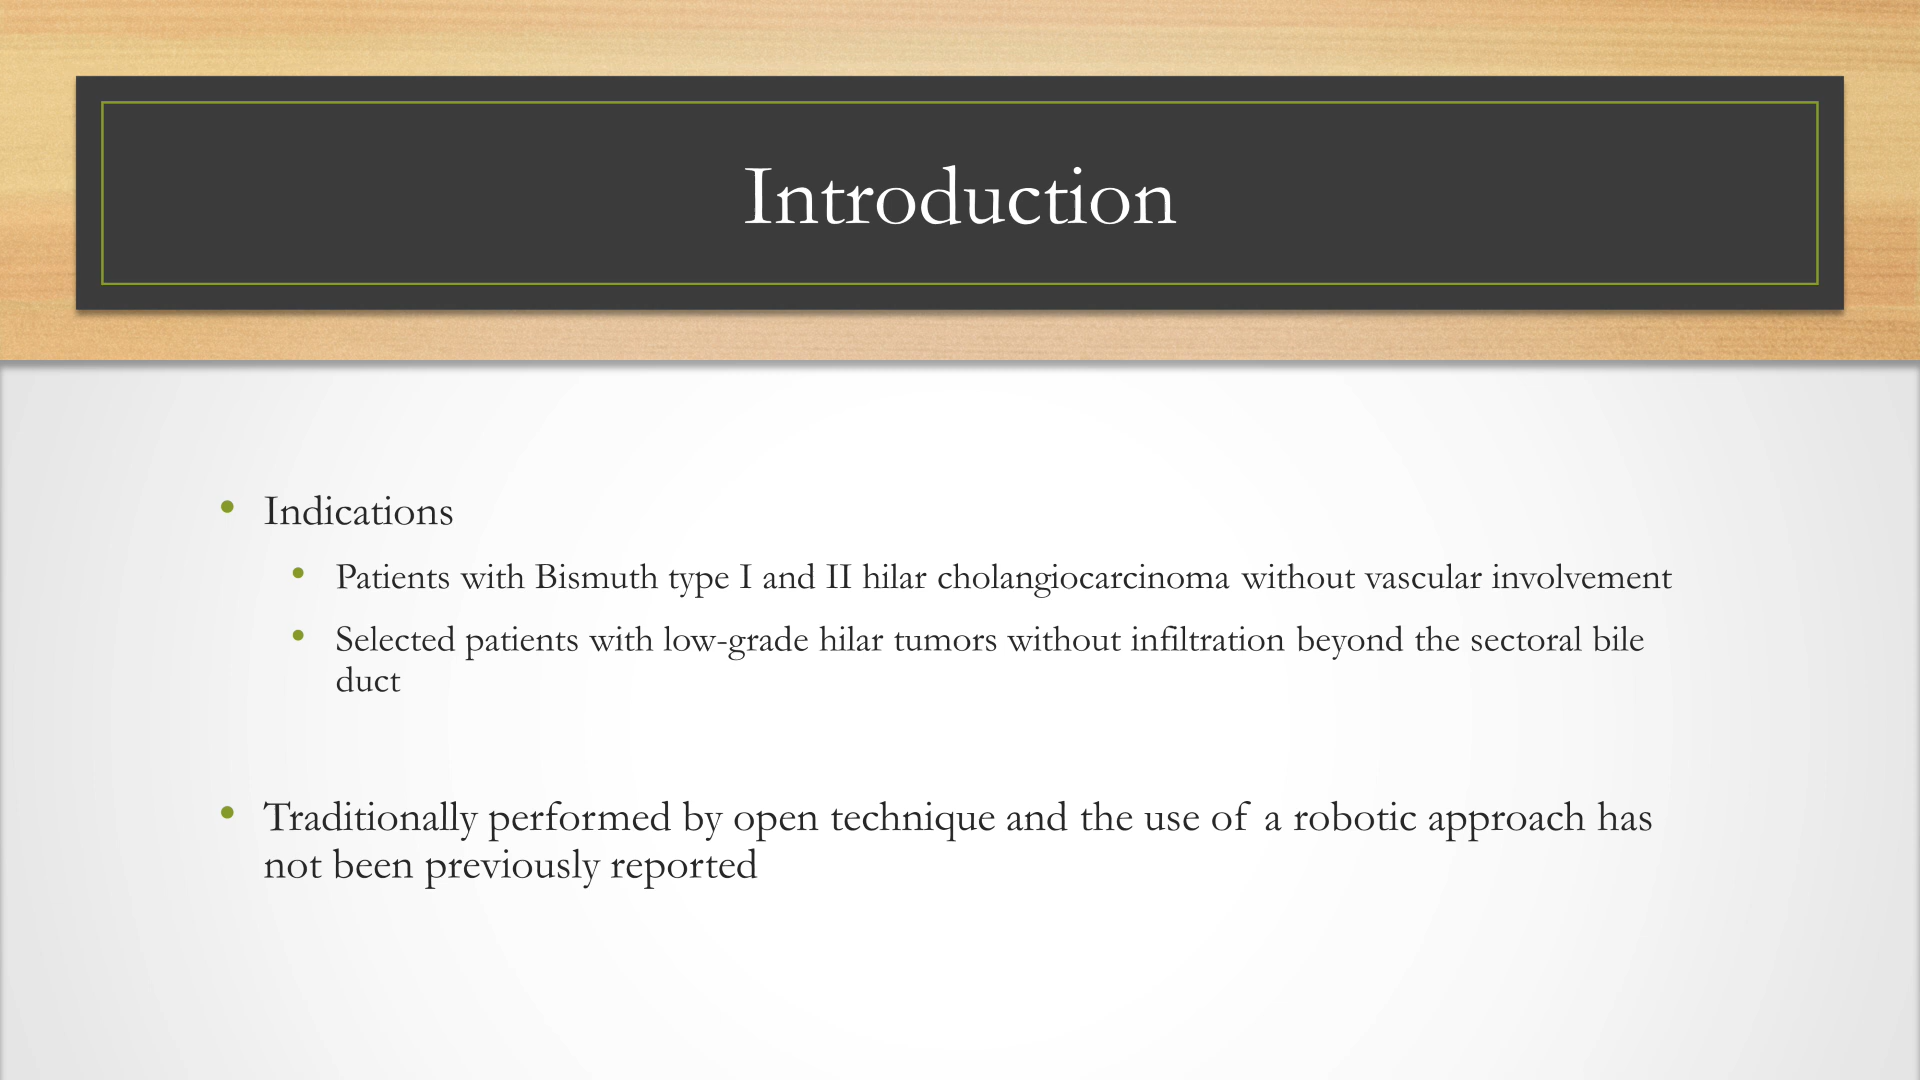 Introduction
• Indications
• Patients with Bismuth type I and II hilar cholangiocarcinoma without vascular involvement
• Selected patients with low-grade hilar tumors without infiltration beyond the sectoral bile
duct
• Traditionally performed by open technique and the use of a robotic approach has
not been previously reported